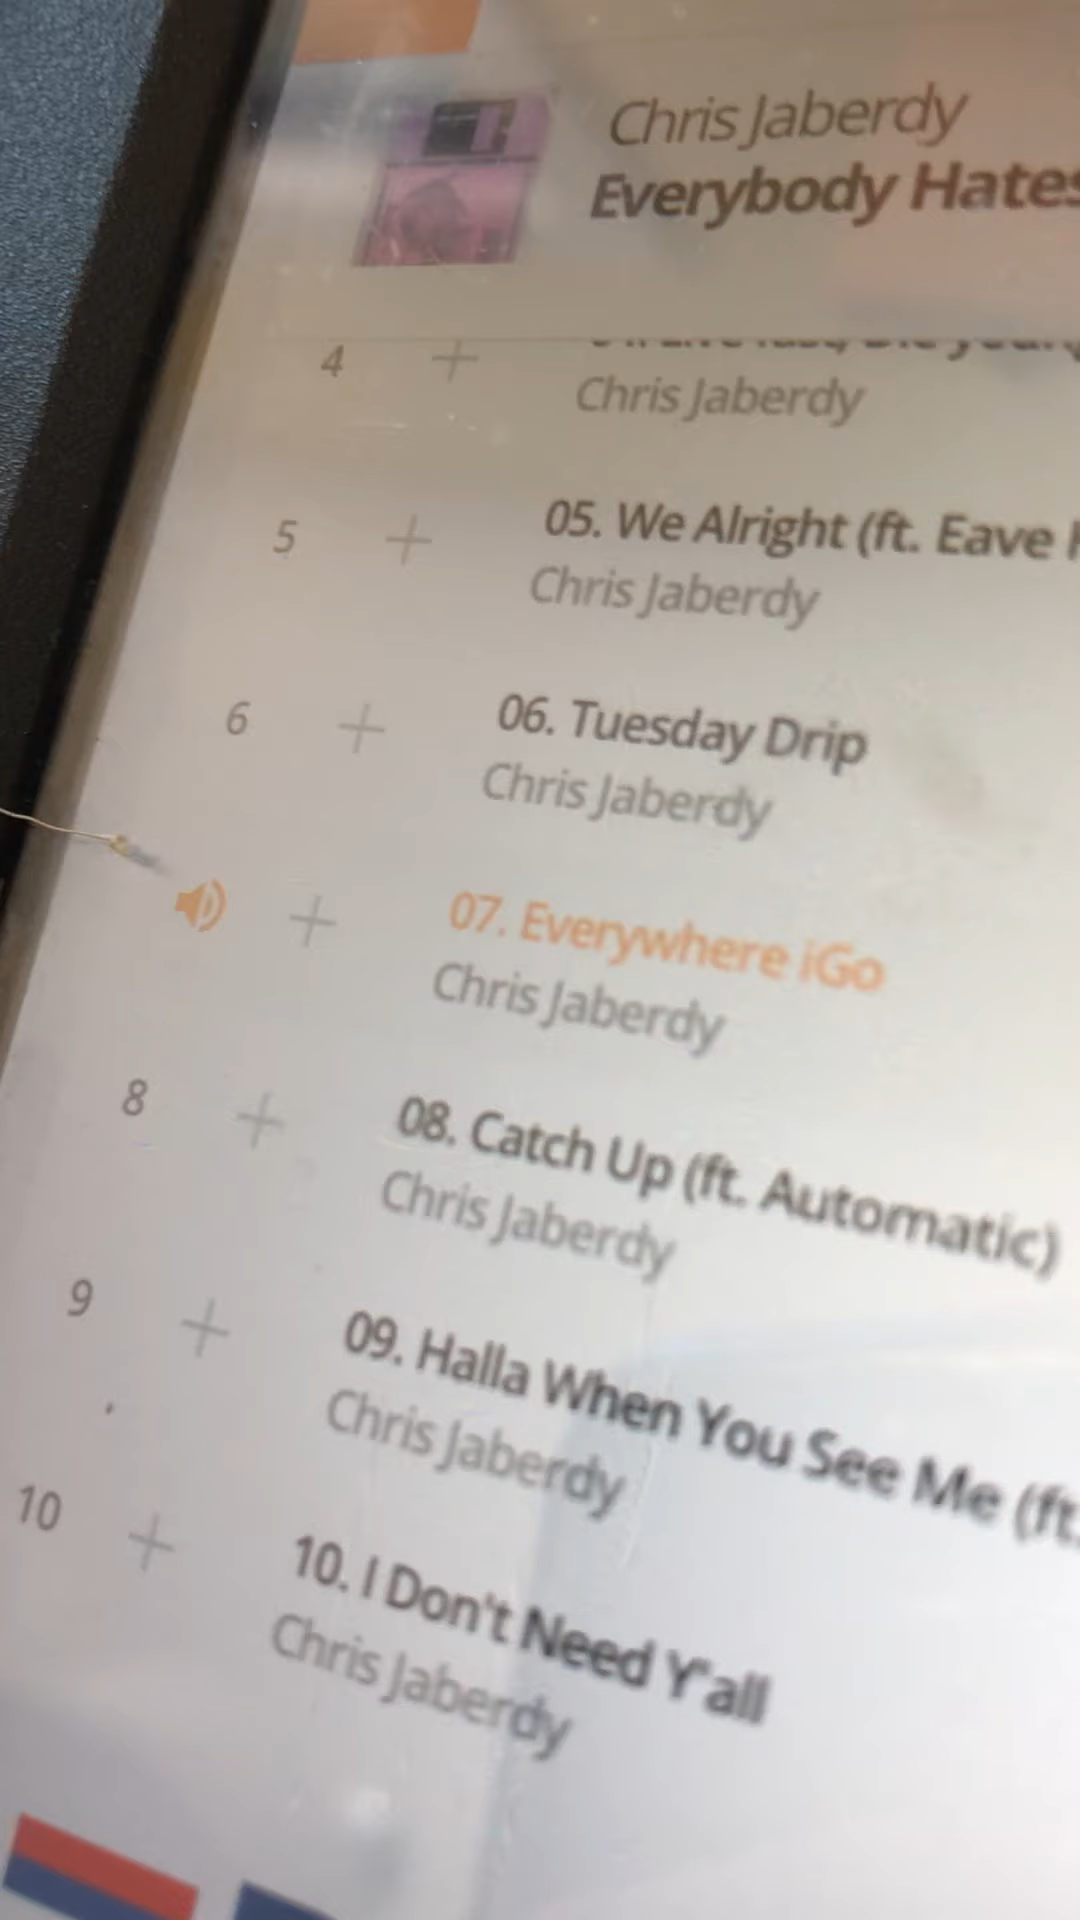 Chris Jaberdy
Everybody Hates
4
Chris Jaberdy
5 05. We Alright (ft. Eave
Chris Jaberdy
6 06. Tuesday Drip
Chris Jaberdy
07. Everywhere iGo
Chris Jaberdy
8 08. Catch Up (ft. Automatic)
Chris Jaberdy
9 09. Halla When You See Me (ft.
Chris Jaberdy
10 10. I Don't Need Y'all
Chris Jaberdy